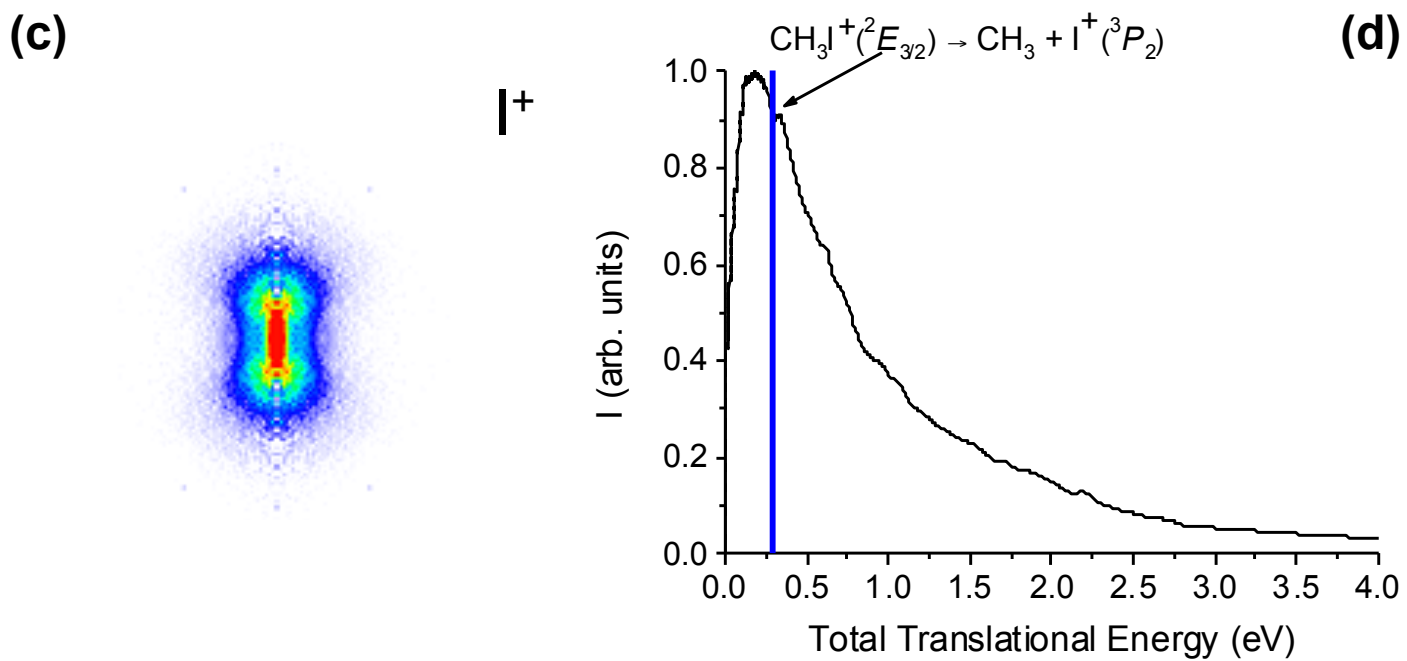 (c)
I⁺
CH₃I⁺(²E₃/₂) → CH₃ + I⁺(³P₂)
(d)
1.0
0.8
0.6
0.4
0.2
0.0
I (arb. units)
0.0 0.5 1.0 1.5 2.0 2.5 3.0 3.5 4.0
Total Translational Energy (eV)